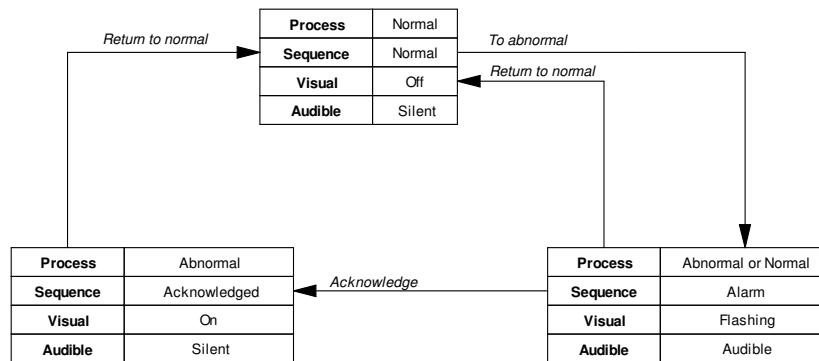 Process Normal
Return to normal
Sequence Normal
To abnormal
Visual Off
Return to normal
Audible Silent
Process Abnormal
Sequence Acknowledged
Visual On
Audible Silent
Acknowledge
Process Abnormal or Normal
Sequence Alarm
Visual Flashing
Audible Audible